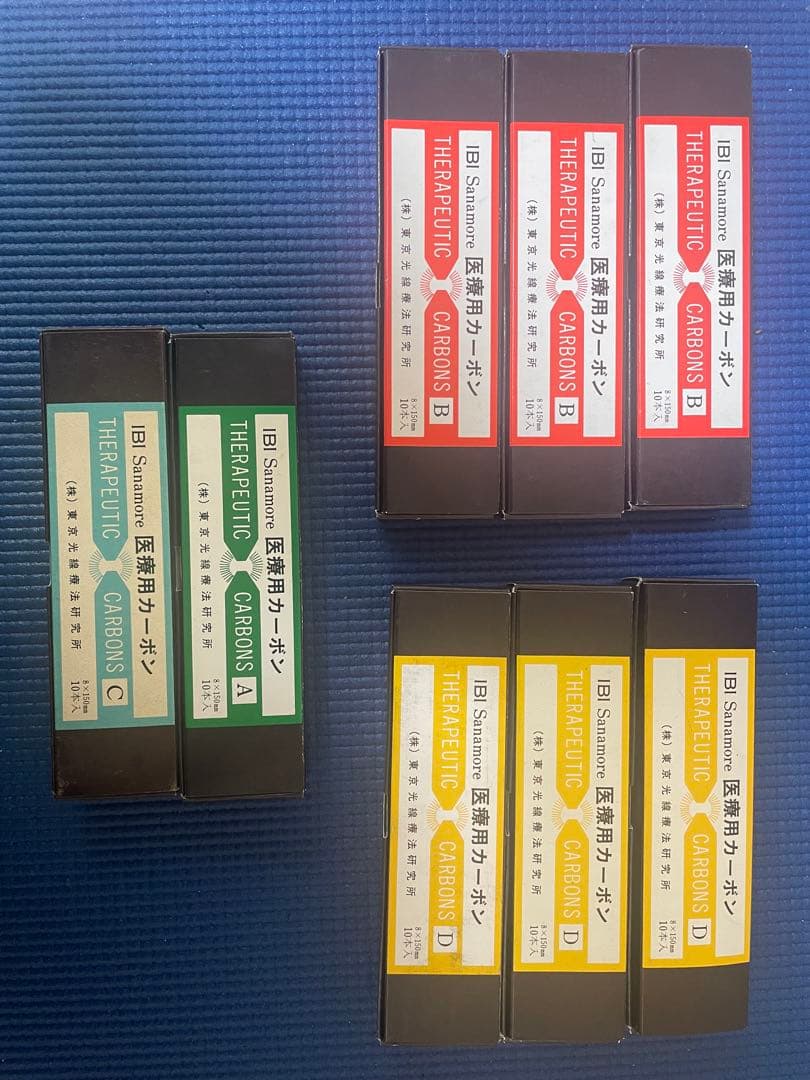 IBI Sanamore 医療用カーボン
THERAPEUTIC CARBONS B
(株)東京光線療法研究所
8×150mm
10本入
IBI Sanamore 医療用カーボン
THERAPEUTIC CARBONS B
(株)東京光線療法研究所
8×150mm
10本入
IBI Sanamore 医療用カーボン
THERAPEUTIC CARBONS B
(株)東京光線療法研究所
8×150mm
10本入
IBI Sanamore 医療用カーボン
THERAPEUTIC CARBONS A
(株)東京光線療法研究所
8×150mm
10本入
IBI Sanamore 医療用カーボン
THERAPEUTIC CARBONS C
(株)東京光線療法研究所
8×150mm
10本入
IBI Sanamore 医療用カーボン
THERAPEUTIC CARBONS D
(株)東京光線療法研究所
8×150mm
10本入
IBI Sanamore 医療用カーボン
THERAPEUTIC CARBONS D
(株)東京光線療法研究所
8×150mm
10本入
IBI Sanamore 医療用カーボン
THERAPEUTIC CARBONS D
(株)東京光線療法研究所
8×150mm
10本入